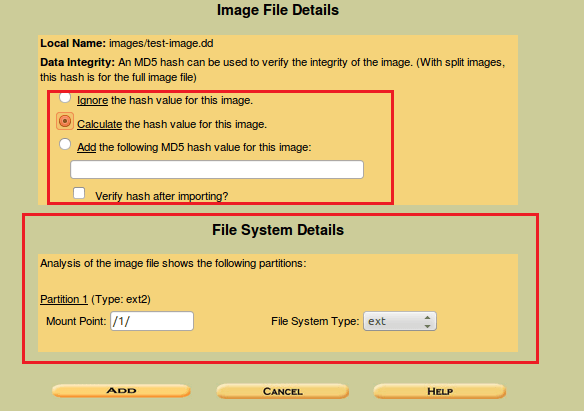 Image File Details
Local Name: images/test-image.dd
Data Integrity: An MD5 hash can be used to verify the integrity of the image. (With split images,
this hash is for the full image file)
Ignore the hash value for this image.
Calculate the hash value for this image.
Add the following MD5 hash value for this image:
Verify hash after importing?
File System Details
Analysis of the image file shows the following partitions:
Partition 1 (Type: ext2)
Mount Point: /1/ File System Type: ext
ADD CANCEL HELP